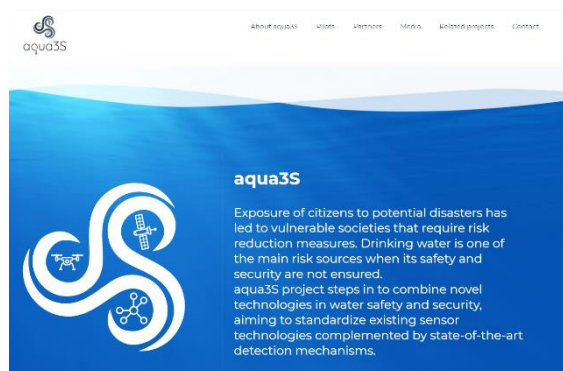 aqua3S
About aqua3S Pilots Partners Media Related projects Contact
aqua3S
Exposure of citizens to potential disasters has
led to vulnerable societies that require risk
reduction measures. Drinking water is one of
the main risk sources when its safety and
security are not ensured.
aqua3S project steps in to combine novel
technologies in water safety and security,
aiming to standardize existing sensor
technologies complemented by state-of-the-art
detection mechanisms.